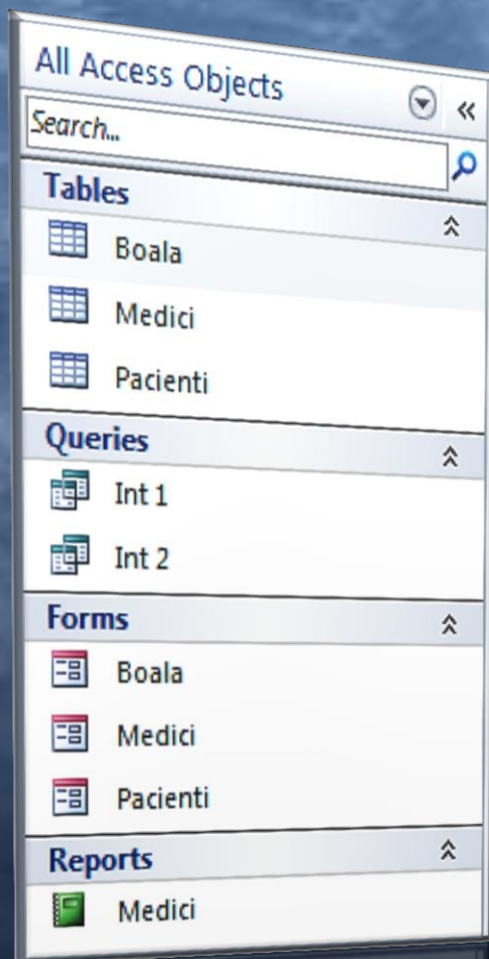 All Access Objects
Search...
Tables
Boala
Medici
Pacienti
Queries
Int 1
Int 2
Forms
Boala
Medici
Pacienti
Reports
Medici